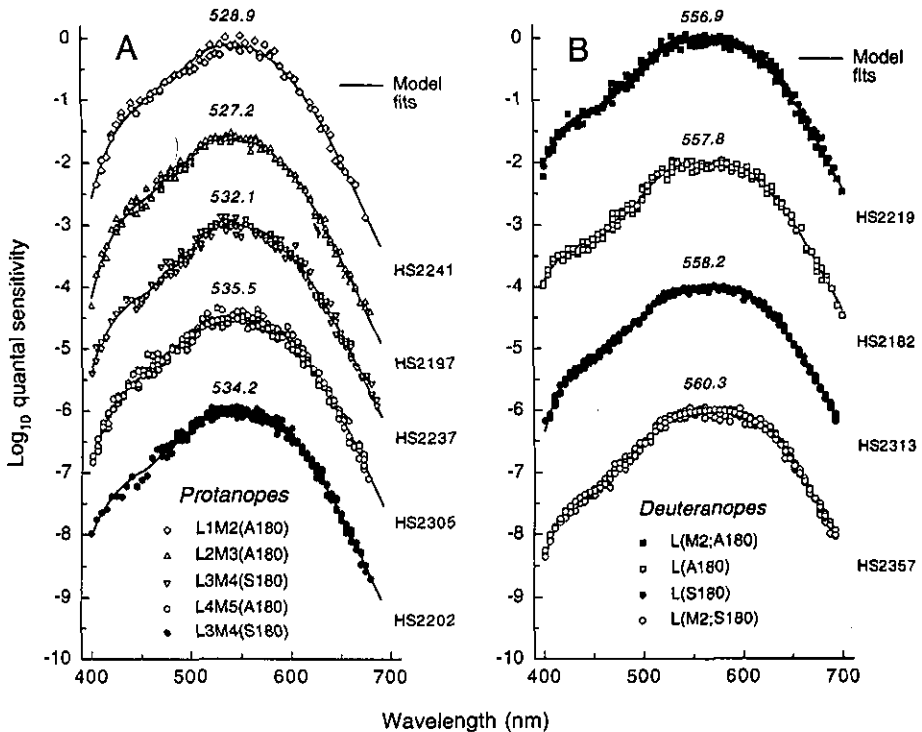 528.9
A
Model
fits
527.2
532.1
535.5
534.2
HS2241
HS2197
HS2237
HS2305
HS2202
Protanopes
L1M2(A180)
L2M3(A180)
L3M4(S180)
L4M5(A180)
L3M4(S180)
0
-1
-2
-3
-4
-5
-6
-7
-8
-9
-10
400
500
600
700
Log10 quantal sensitivity
556.9
B
Model
fits
557.8
558.2
560.3
HS2219
HS2182
HS2313
HS2357
Deuteranopes
L(M2;A180)
L(A180)
L(S180)
L(M2;S180)
0
-1
-2
-3
-4
-5
-6
-7
-8
-9
-10
400
500
600
700
Wavelength (nm)